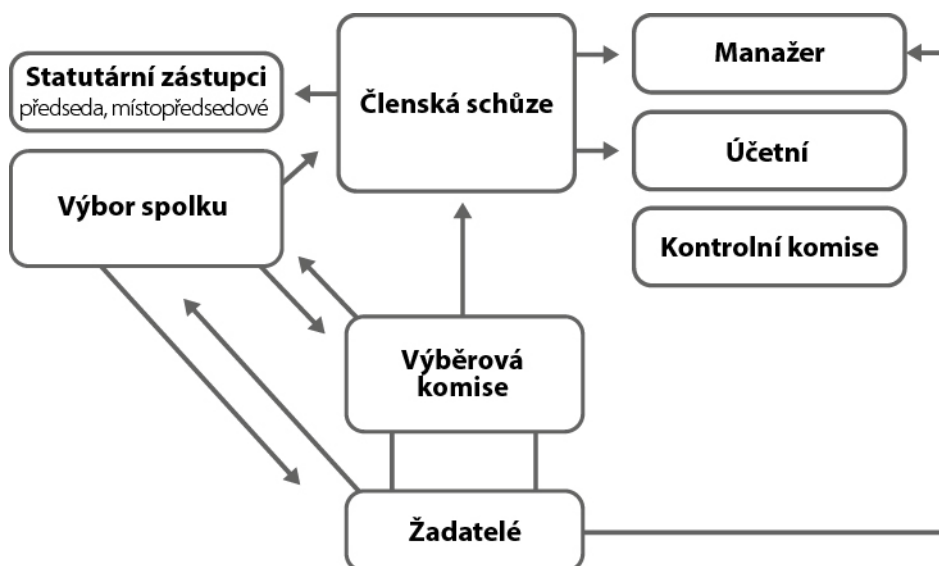 Statutární zástupci
předseda, místopředsedové
Výbor spolku
Členská schůze
Manažer
Účetní
Kontrolní komise
Výběrová
komise
Žadatelé